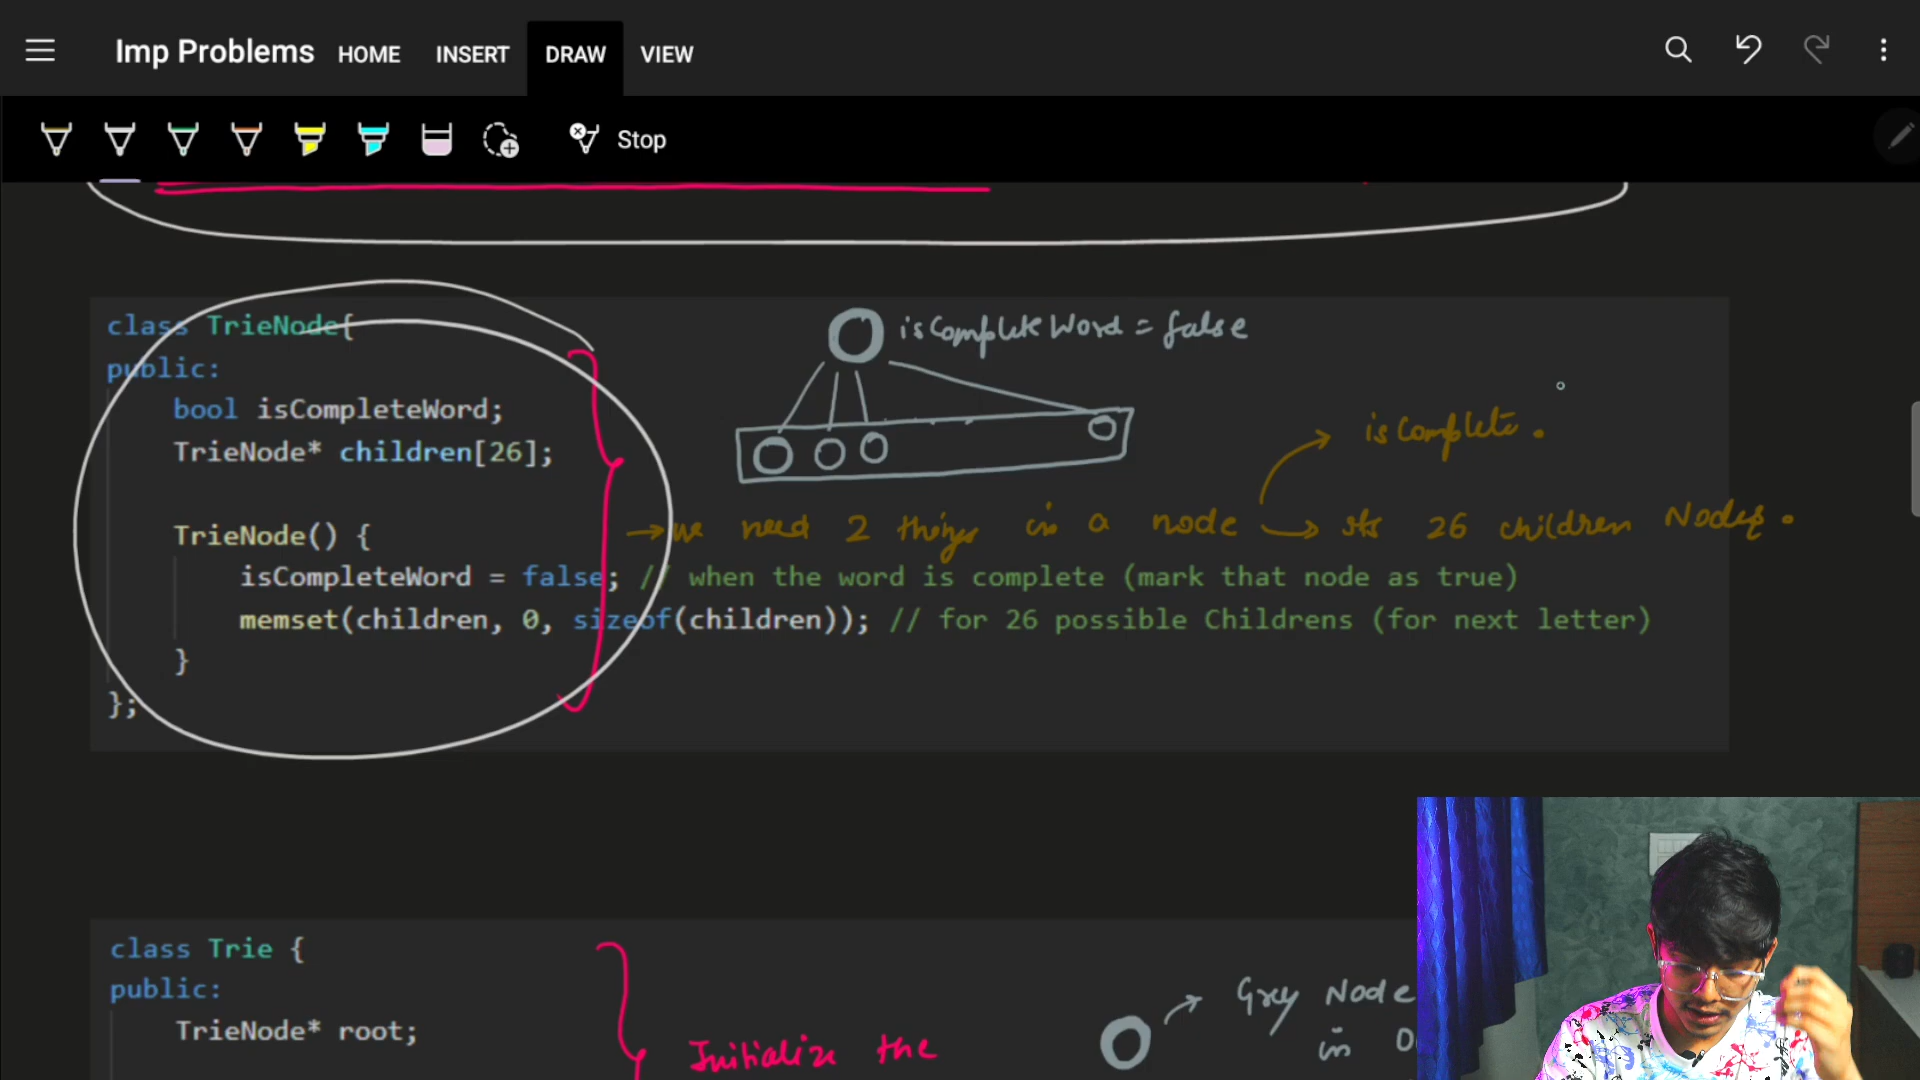 Imp Problems HOME INSERT DRAW VIEW
Stop
class TrieNode{
public:
bool isCompleteWord;
TrieNode* children[26];
TrieNode() {
isCompleteWord = false; // when the word is complete (mark that node as true)
memset(children, 0, sizeof(children)); // for 26 possible Childrens (for next letter)
}
};
isCompleteWord = false
isComplete.
→ we need 2 things in a node → its 26 children Nodes.
class Trie {
public:
TrieNode* root;
Initialize the
→ Grey Node
in